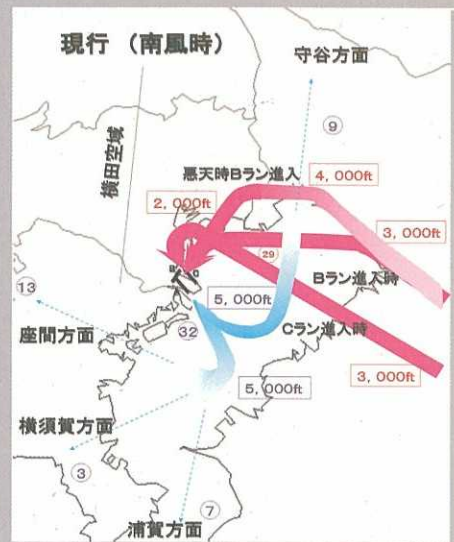 現行 （南風時）
守谷方面
⑨
横田空域
悪天時Bラン進入
4, 000ft
2, 000ft
3, 000ft
㉙
Bラン進入時
⑬
5, 000ft
座間方面
㉜
Cラン進入時
3, 000ft
5, 000ft
横須賀方面
③
⑦
浦賀方面